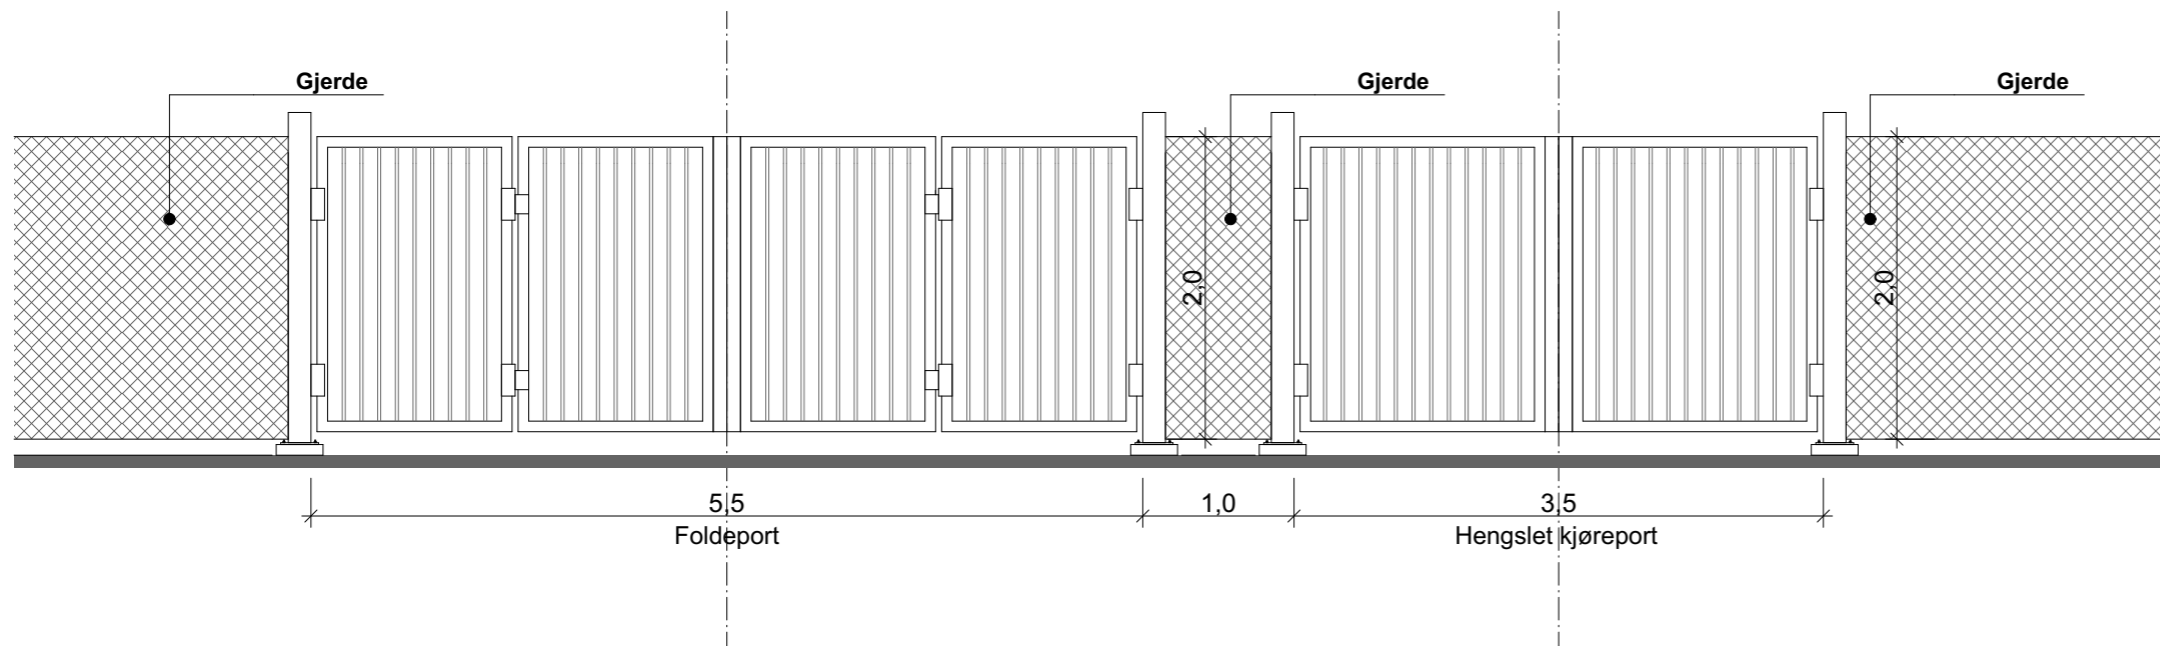 Gjerde
Gjerde
Gjerde
2,0
2,0
5,5
1,0
3,5
Foldeport
Hengslet kjøreport